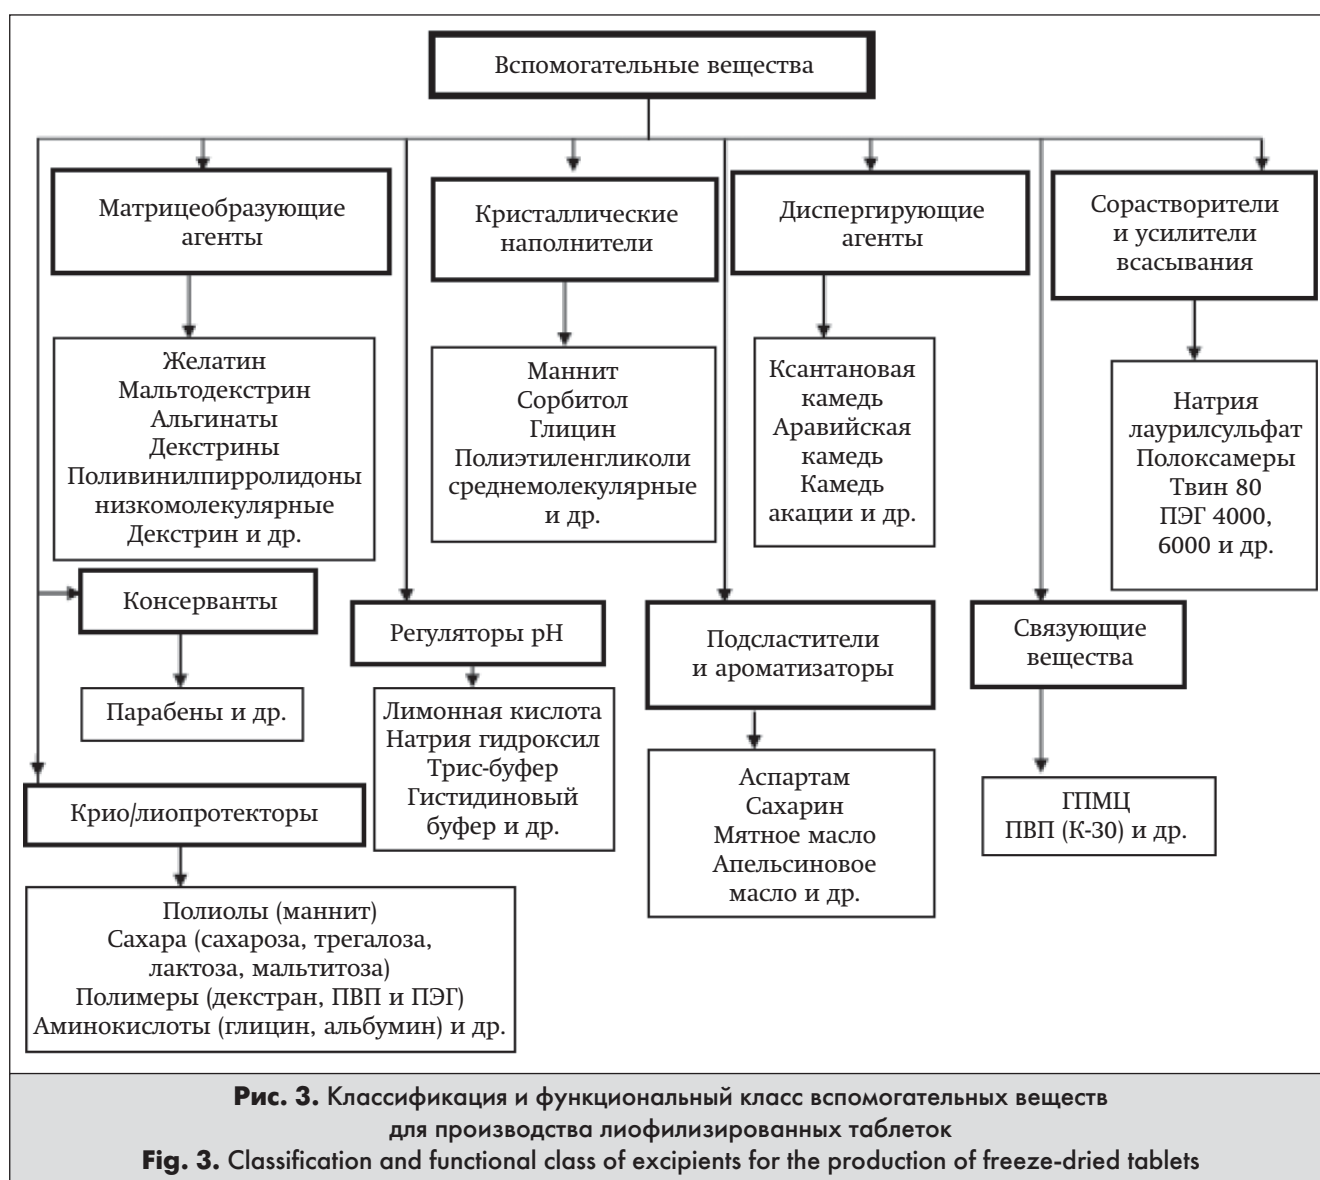 Вспомогательные вещества
Матрицеобразующие
агенты
Кристаллические
наполнители
Диспергирующие
агенты
Сорастворители
и усилители
всасывания
Желатин
Мальтодекстрин
Альгинаты
Декстрины
Поливинилпирролидоны
низкомолекулярные
Декстрин и др.
Маннит
Сорбитол
Глицин
Полиэтиленгликоли
среднемолекулярные
и др.
Ксантановая
камедь
Аравийская
камедь
Камедь
акации и др.
Натрия
лаурилсульфат
Полоксамеры
Твин 80
ПЭГ 4000,
6000 и др.
Консерванты
Регуляторы pH
Подсластители
и ароматизаторы
Связующие
вещества
Парабены и др.
Лимонная кислота
Натрия гидроксил
Трис-буфер
Гистидиновый
буфер и др.
Аспартам
Сахарин
Мятное масло
Апельсиновое
масло и др.
ГПМЦ
ПВП (К-30) и др.
Крио/лиопротекторы
Полиолы (маннит)
Сахара (сахароза, трегалоза,
лактоза, мальтитоза)
Полимеры (декстран, ПВП и ПЭГ)
Аминокислоты (глицин, альбумин) и др.
Рис. 3. Классификация и функциональный класс вспомогательных веществ
для производства лиофилизированных таблеток
Fig. 3. Classification and functional class of excipients for the production of freeze-dried tablets